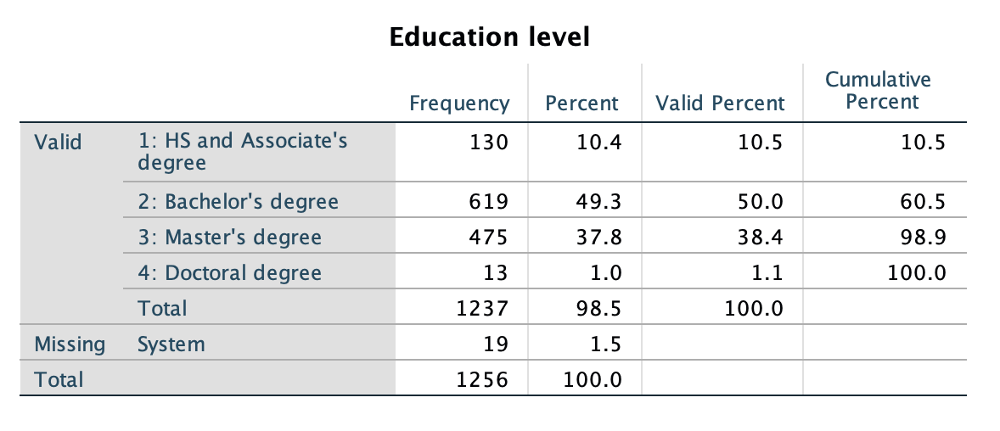 Education level
Frequency Percent Valid Percent Cumulative
Percent
Valid 1: HS and Associate's
degree 130 10.4 10.5 10.5
2: Bachelor's degree 619 49.3 50.0 60.5
3: Master's degree 475 37.8 38.4 98.9
4: Doctoral degree 13 1.0 1.1 100.0
Total 1237 98.5 100.0
Missing System 19 1.5
Total 1256 100.0